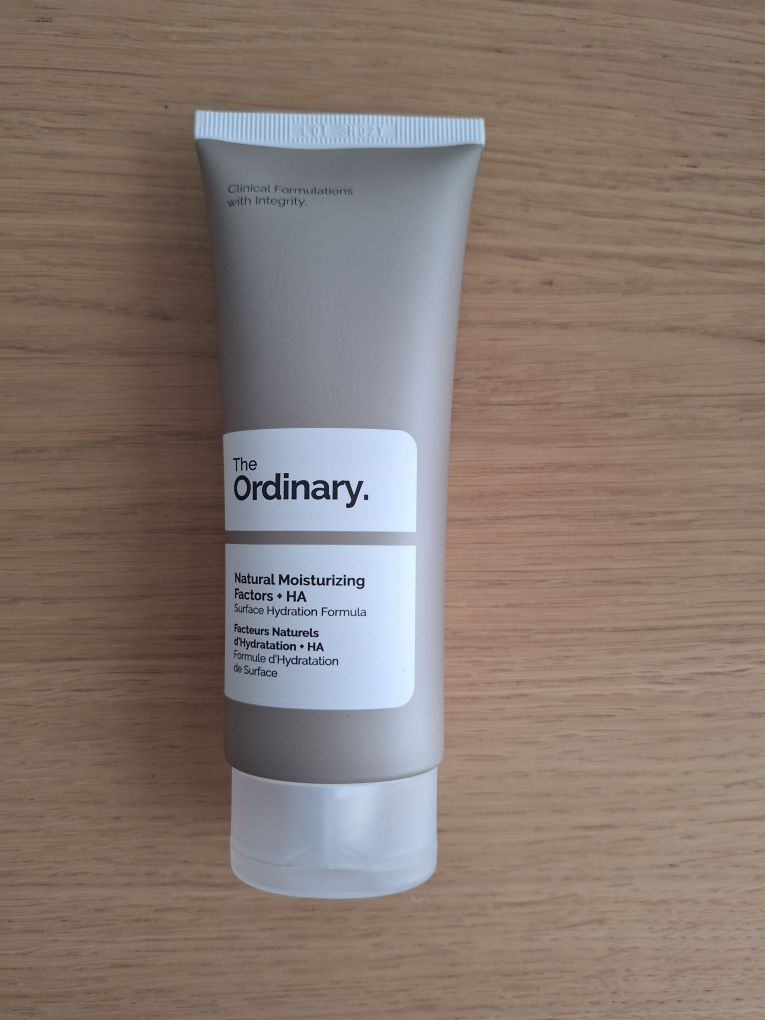 Clinical Formulations
with Integrity.
The
Ordinary.
Natural Moisturizing
Factors + HA
Surface Hydration Formula
Facteurs Naturels
d'Hydratation + HA
Formule d'Hydratation
de Surface